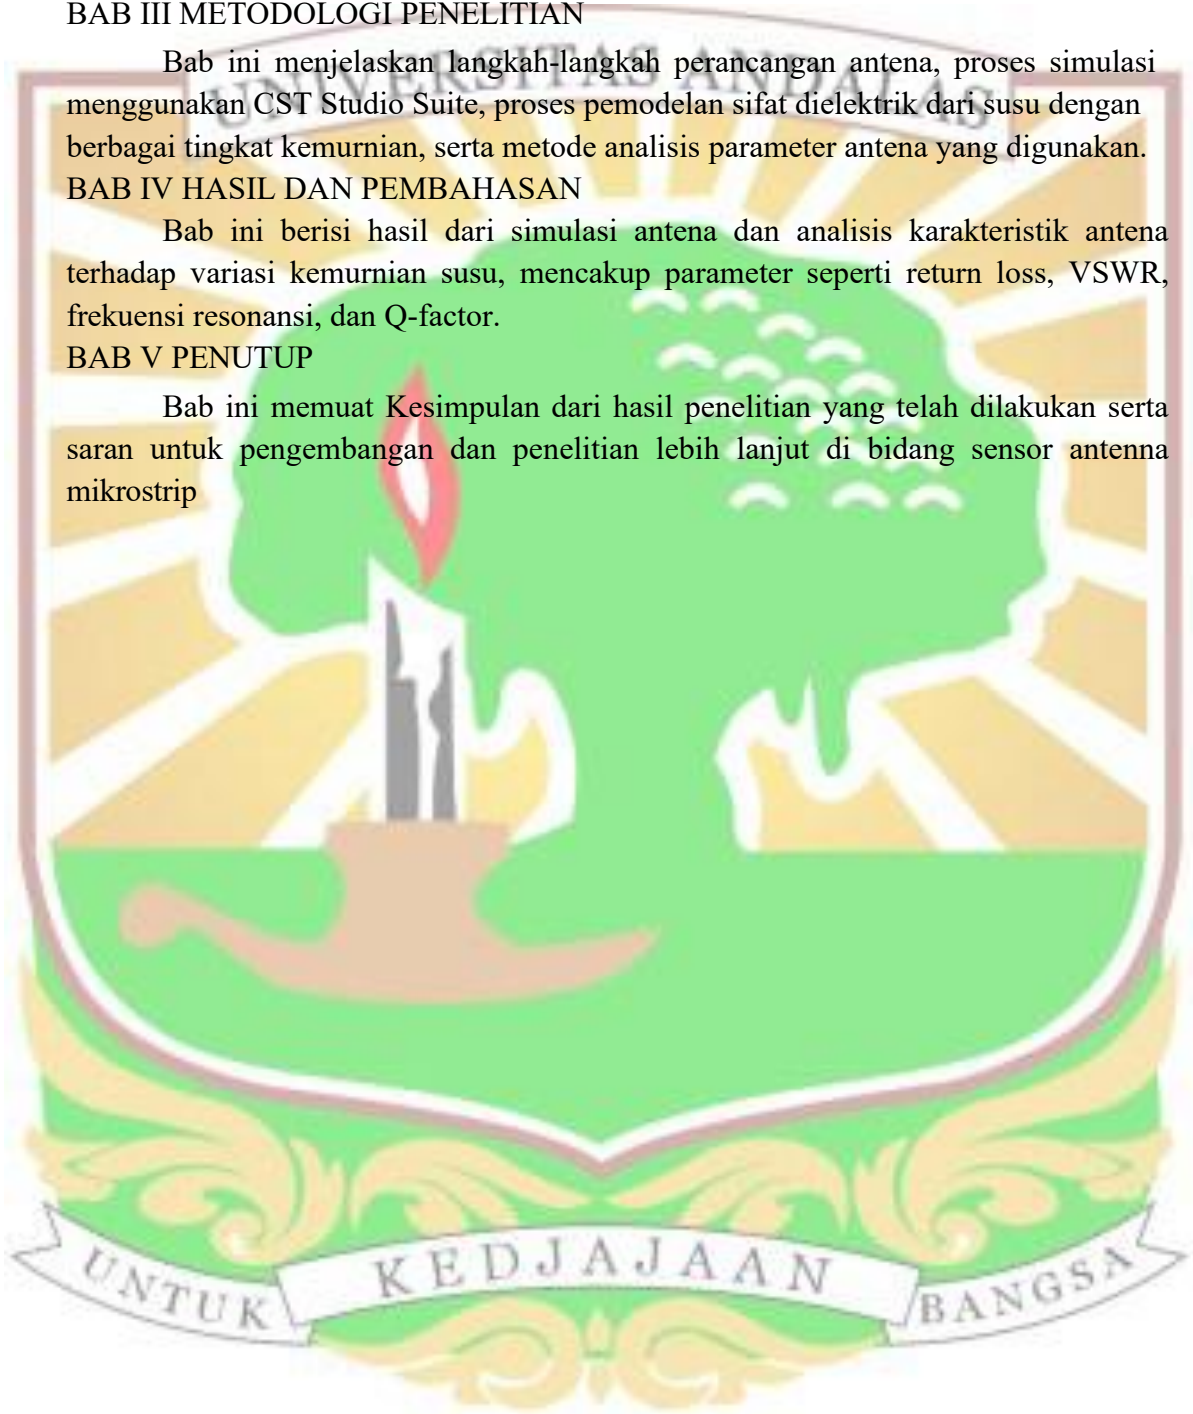 BAB III METODOLOGI PENELITIAN
Bab ini menjelaskan langkah-langkah perancangan antena, proses simulasi
menggunakan CST Studio Suite, proses pemodelan sifat dielektrik dari susu dengan
berbagai tingkat kemurnian, serta metode analisis parameter antena yang digunakan.
BAB IV HASIL DAN PEMBAHASAN
Bab ini berisi hasil dari simulasi antena dan analisis karakteristik antena
terhadap variasi kemurnian susu, mencakup parameter seperti return loss, VSWR,
frekuensi resonansi, dan Q-factor.
BAB V PENUTUP
Bab ini memuat Kesimpulan dari hasil penelitian yang telah dilakukan serta
saran untuk pengembangan dan penelitian lebih lanjut di bidang sensor antenna
mikrostrip
UNIVERSITAS ANDALAS
UNTUK KEDJAJAAN BANGSA